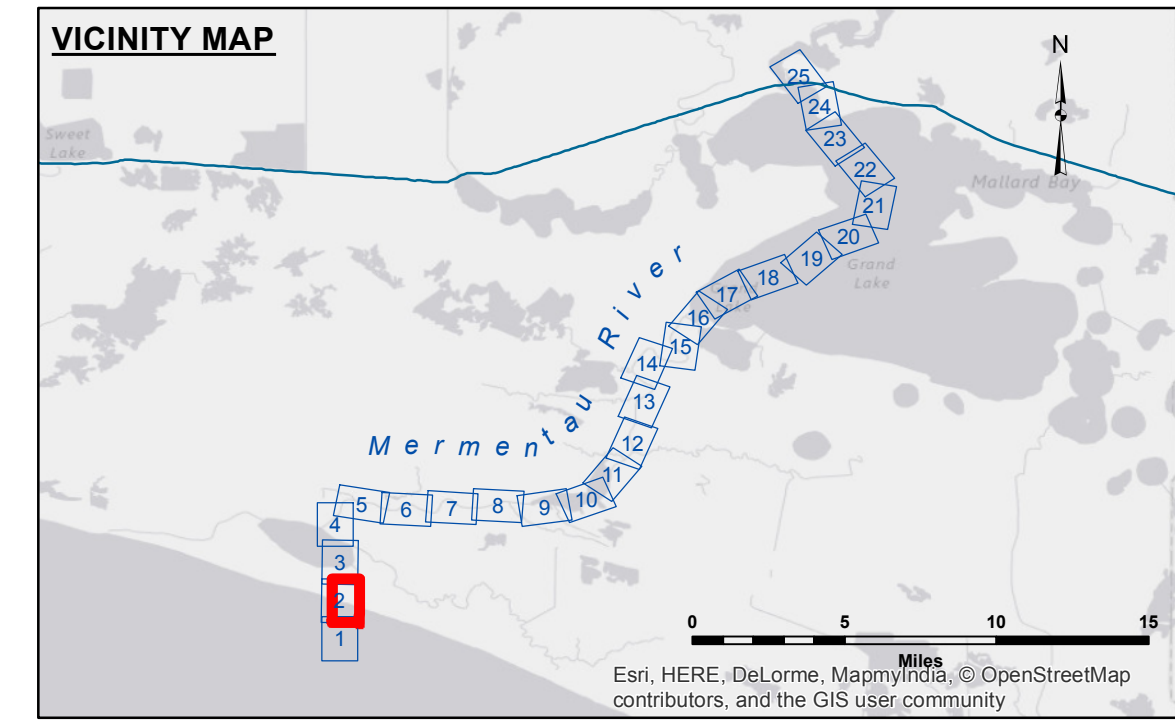 VICINITY MAP
N
25
24
Sweet
Lake
23
22
Mallard Bay
21
20
19
Grand
Lake
18
17
16
15
14
Mermentau River
13
12
11
10
5
6
7
8
9
4
3
2
1
0 5 10 15
Miles
Esri, HERE, DeLorme, MapmyIndia, © OpenStreetMap
contributors, and the GIS user community